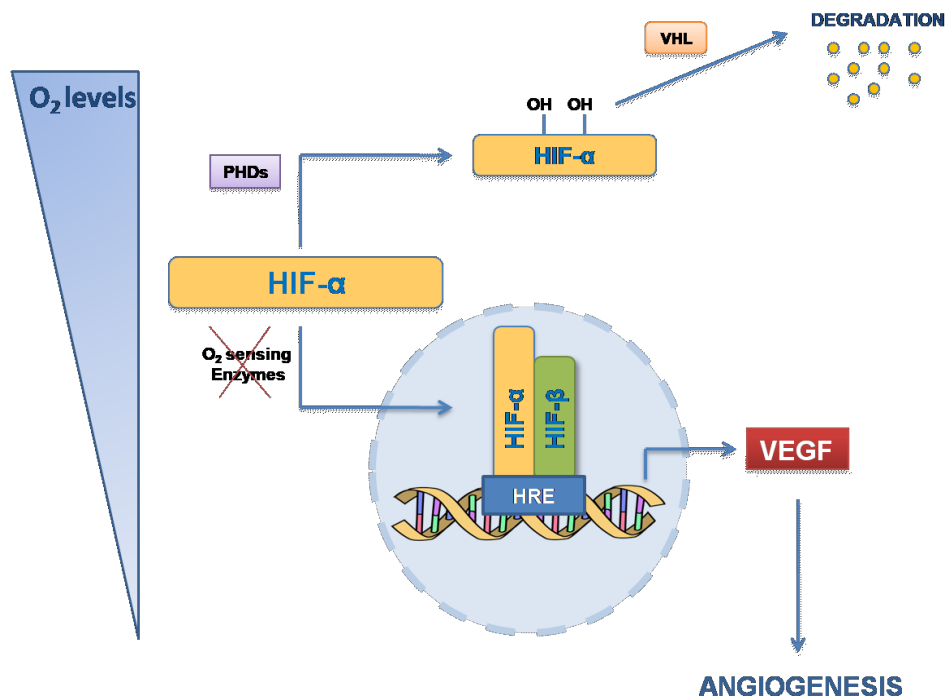 DEGRADATION
VHL
O₂ levels
OH OH
HIF-α
PHDs
HIF-α
O₂ sensing
Enzymes
HIF-α
HIF-β
HRE
VEGF
ANGIOGENESIS